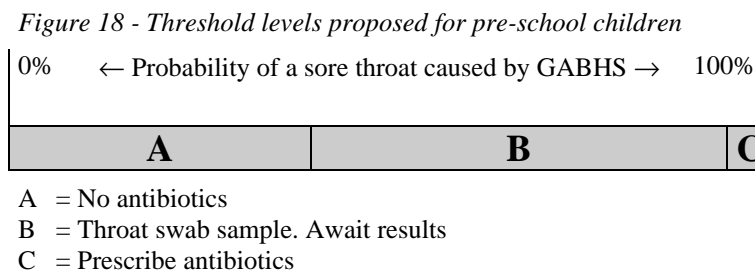 Figure 18 - Threshold levels proposed for pre-school children
0% ← Probability of a sore throat caused by GABHS → 100%
A B C
A = No antibiotics
B = Throat swab sample. Await results
C = Prescribe antibiotics